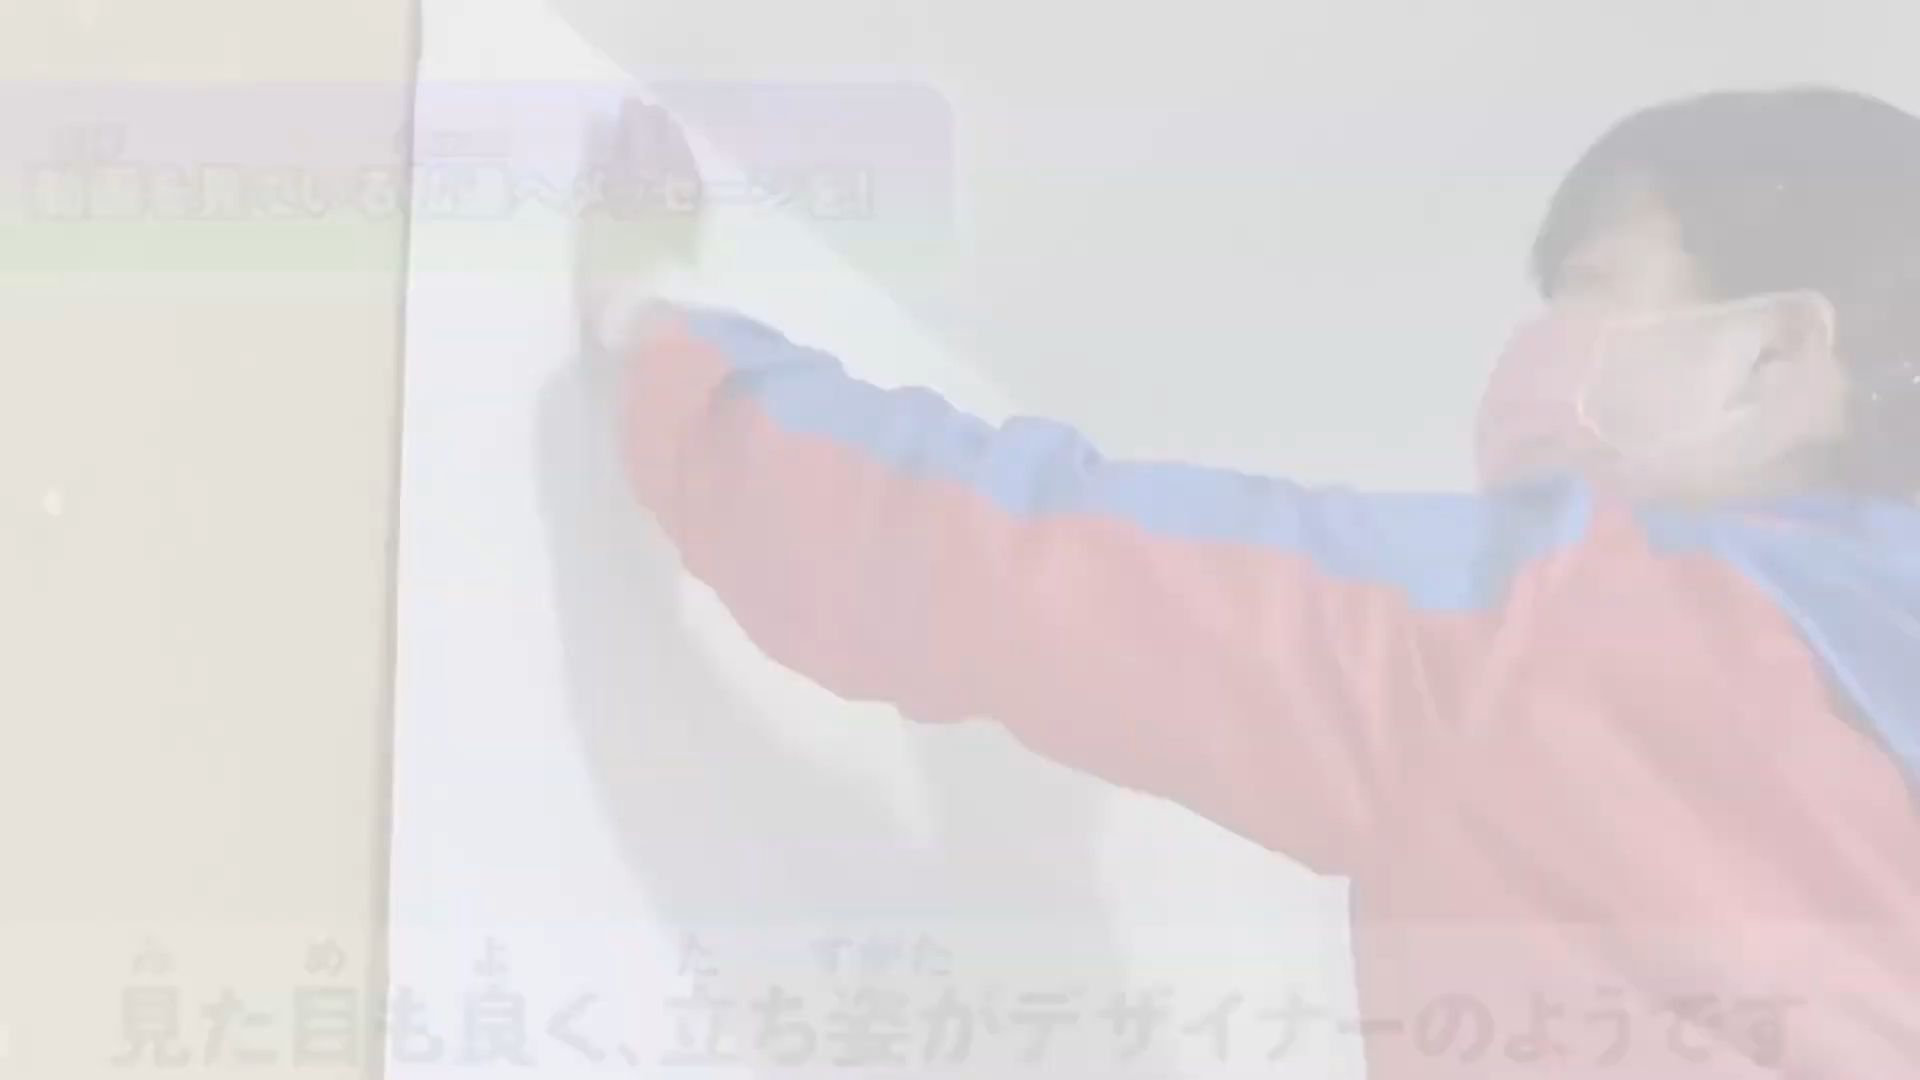 動画を見ている児童へメッセージを!
み め よ た すがた
見た目も良く、立ち姿がデザイナーのようです